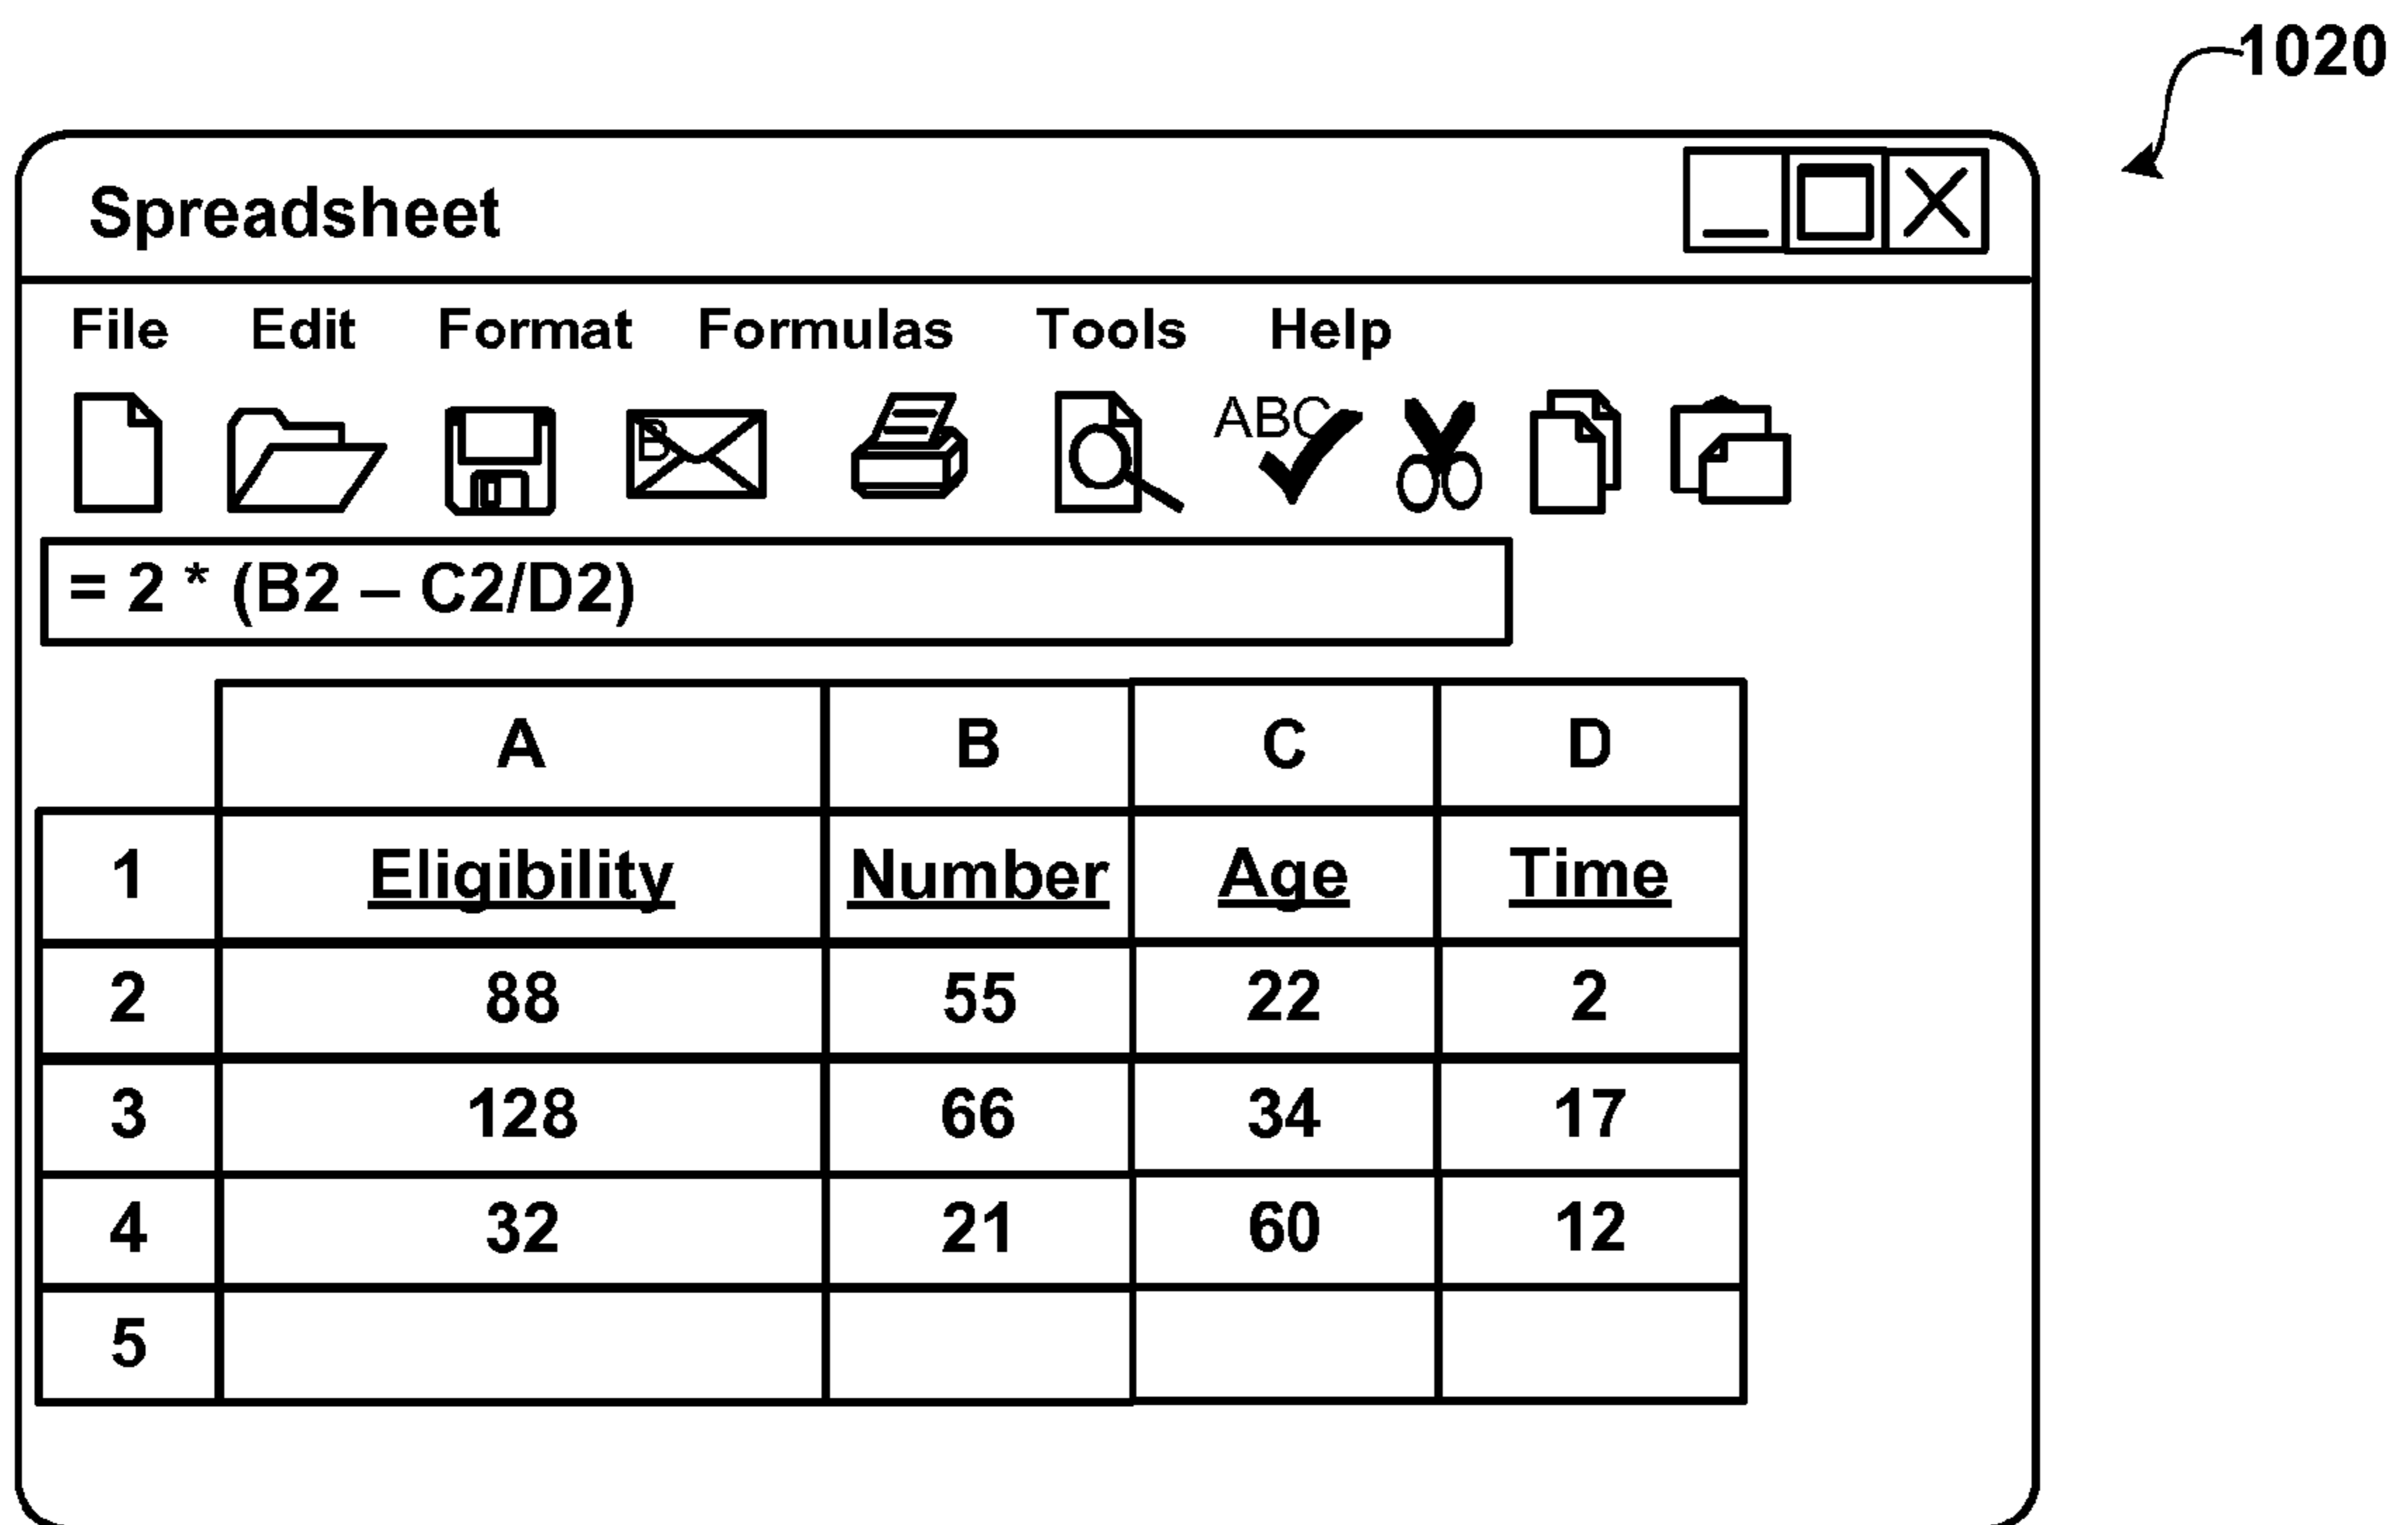 1020
Spreadsheet
File Edit Format Formulas Tools Help
B ABC
= 2 * (B2 – C2/D2)
A B C D
1 Eligibility Number Age Time
2 88 55 22 2
3 128 66 34 17
4 32 21 60 12
5